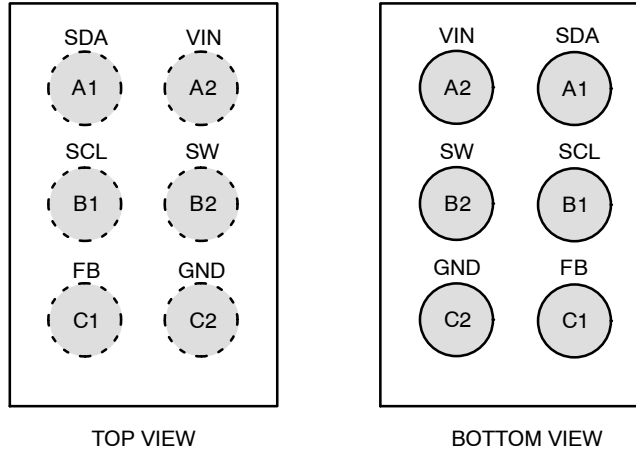 SDA VIN
A1 A2
SCL SW
B1 B2
FB GND
C1 C2
TOP VIEW
VIN SDA
A2 A1
SW SCL
B2 B1
GND FB
C2 C1
BOTTOM VIEW